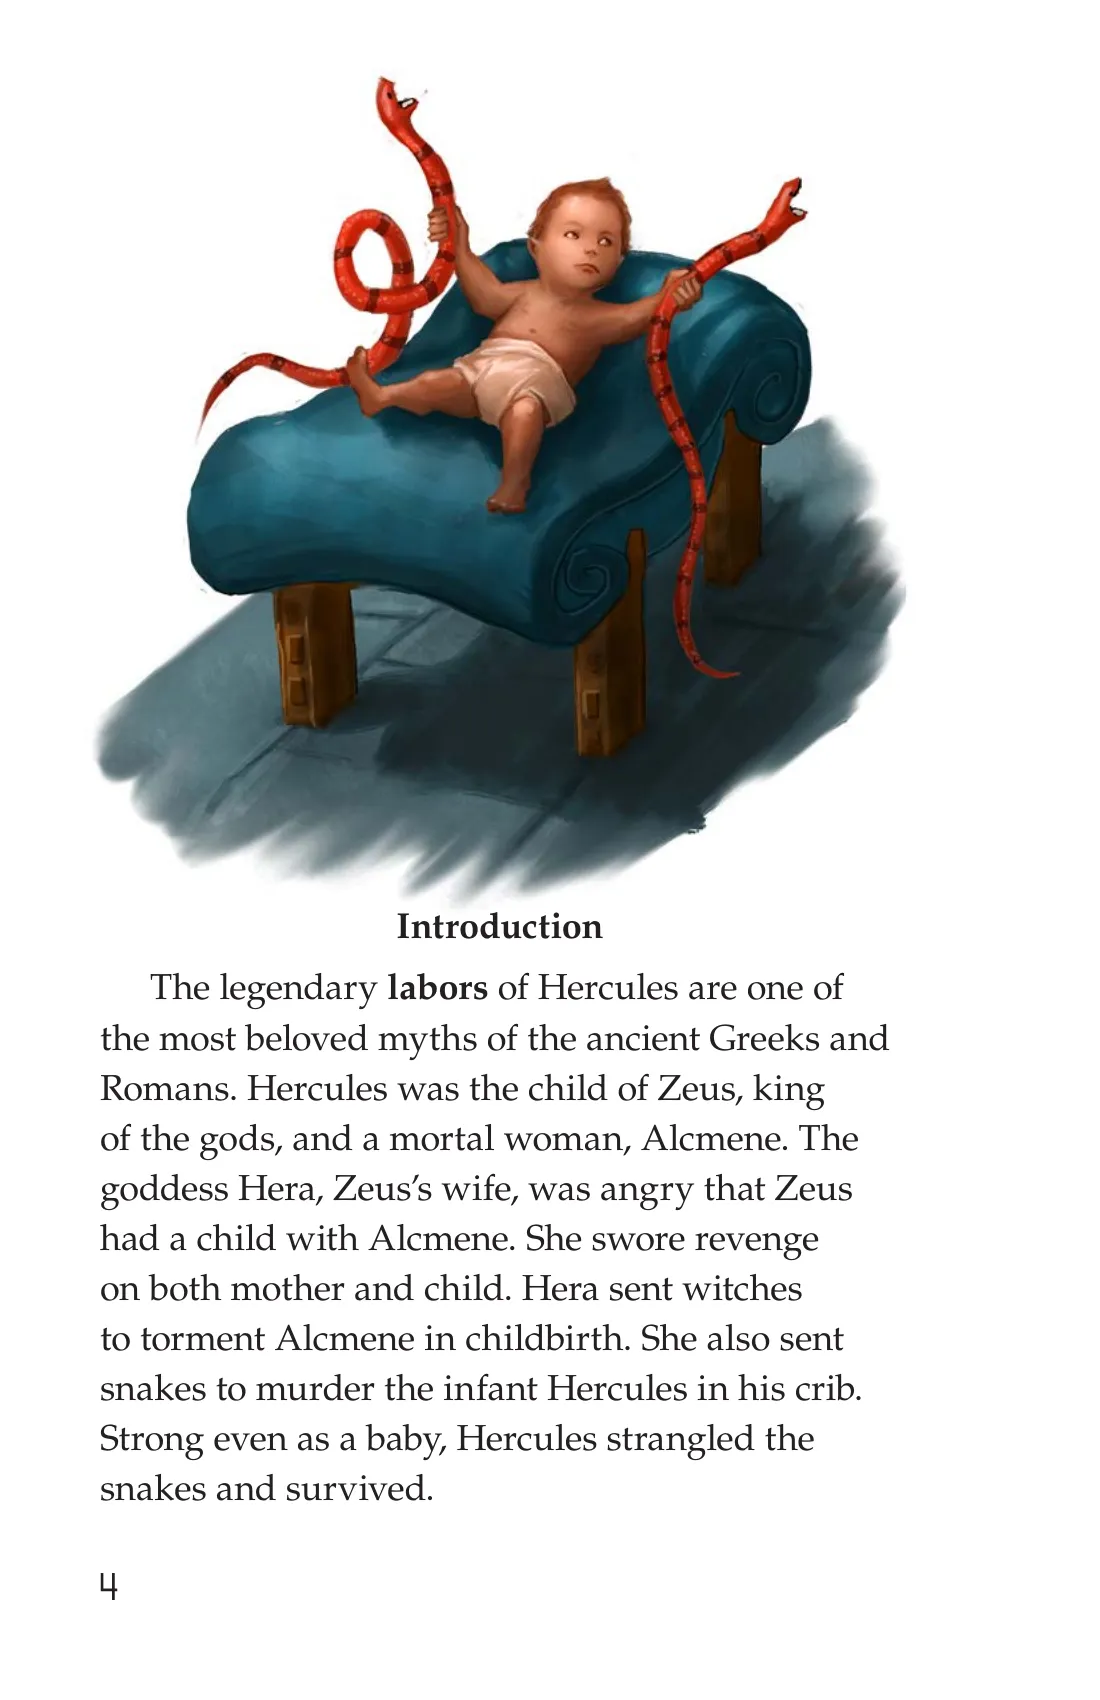 Introduction
The legendary labors of Hercules are one of
the most beloved myths of the ancient Greeks and
Romans. Hercules was the child of Zeus, king
of the gods, and a mortal woman, Alcmene. The
goddess Hera, Zeus’s wife, was angry that Zeus
had a child with Alcmene. She swore revenge
on both mother and child. Hera sent witches
to torment Alcmene in childbirth. She also sent
snakes to murder the infant Hercules in his crib.
Strong even as a baby, Hercules strangled the
snakes and survived.
4